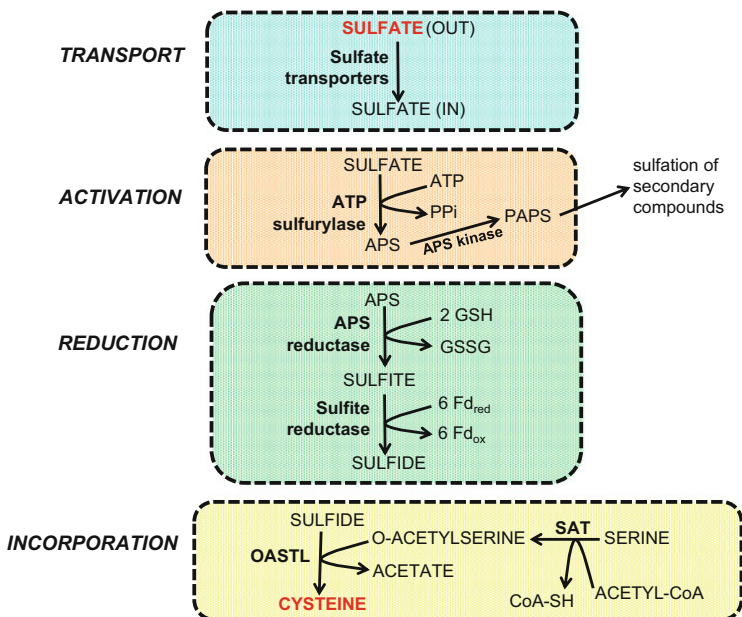 SULFATE (OUT)
TRANSPORT
Sulfate
transporters
SULFATE (IN)
SULFATE
ACTIVATION
ATP
ATP
sulfurylase
PPi
APS
APS kinase
PAPS
sulfation of
secondary
compounds
REDUCTION
APS
APS
reductase
2 GSH
GSSG
SULFITE
Sulfite
reductase
6 Fdred
6 Fdox
SULFIDE
INCORPORATION
SULFIDE
OASTL
O-ACETYLSERINE
SAT
SERINE
ACETATE
CYSTEINE
CoA-SH
ACETYL-CoA